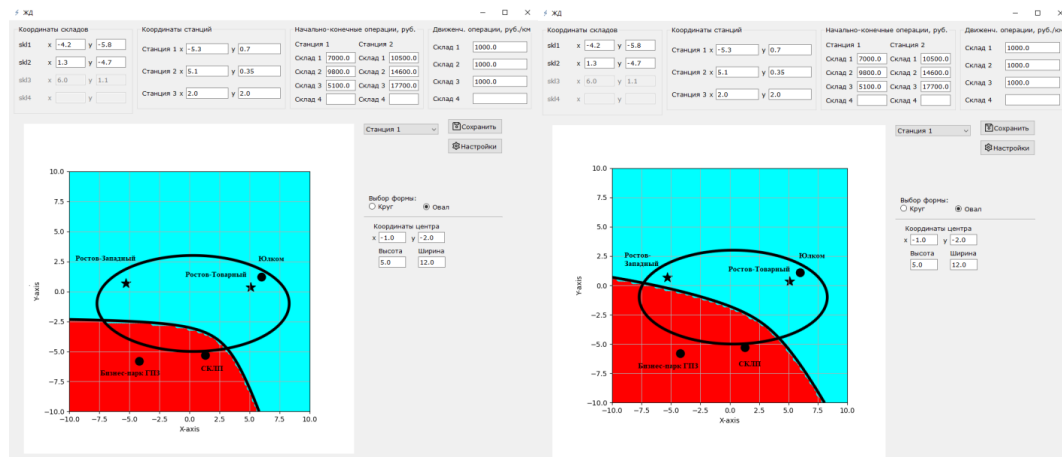 ЖД
Координаты складов
skl1 x -4.2 y -5.8
skl2 x 1.3 y -4.7
skl3 x 6.0 y 1.1
skl4 x y
Координаты станций
Станция 1 x -5.3 y 0.7
Станция 2 x 5.1 y 0.35
Станция 3 x 2.0 y 2.0
Начально-конечные операции, руб.
Станция 1 Станция 2
Склад 1 7000.0 Склад 1 10500.0
Склад 2 9800.0 Склад 2 14600.0
Склад 3 5100.0 Склад 3 17700.0
Склад 4 Склад 4
Движенч. операции, руб./км
Склад 1 1000.0
Склад 2 1000.0
Склад 3 1000.0
Склад 4
Станция 1
Сохранить
Настройки
Выбор формы:
Круг Овал
Координаты центра
x -1.0 y -2.0
Высота Ширина
5.0 12.0
10.0
7.5
5.0
2.5
0.0
−2.5
−5.0
−7.5
−10.0
Y-axis
Ростов-Западный
Юлком
Ростов-Товарный
Бизнес-парк ГПЗ
СКЛП
−10.0 −7.5 −5.0 −2.5 0.0 2.5 5.0 7.5 10.0
X-axis
ЖД
Координаты складов
skl1 x -4.2 y -5.8
skl2 x 1.3 y -4.7
skl3 x 6.0 y 1.1
skl4 x y
Координаты станций
Станция 1 x -5.3 y 0.7
Станция 2 x 5.1 y 0.35
Станция 3 x 2.0 y 2.0
Начально-конечные операции, руб.
Станция 1 Станция 2
Склад 1 7000.0 Склад 1 10500.0
Склад 2 9800.0 Склад 2 14600.0
Склад 3 5100.0 Склад 3 17700.0
Склад 4 Склад 4
Движенч. операции, руб./км
Склад 1 1000.0
Склад 2 1000.0
Склад 3 1000.0
Склад 4
Станция 1
Сохранить
Настройки
Выбор формы:
Круг Овал
Координаты центра
x -1.0 y -2.0
Высота Ширина
5.0 12.0
10.0
7.5
5.0
2.5
0.0
−2.5
−5.0
−7.5
−10.0
Y-axis
Ростов-
Западный
Юлком
Ростов-Товарный
Бизнес-парк ГПЗ
СКЛП
−10.0 −7.5 −5.0 −2.5 0.0 2.5 5.0 7.5 10.0
X-axis